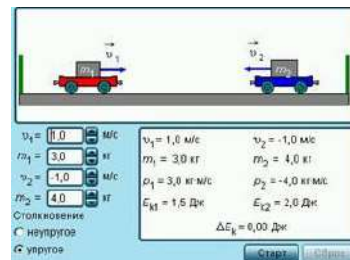 υ₁ υ₂
m₁ m₂
υ₁ = 1,0 м/с
m₁ = 3,0 кг
υ₂ = -1,0 м/с
m₂ = 4,0 кг
Столкновение
неупругое
упругое
υ₁ = 1,0 м/с υ₂ = -1,0 м/с
m₁ = 3,0 кг m₂ = 4,0 кг
p₁ = 3,0 кг·м/с p₂ = -4,0 кг·м/с
Eₖ₁ = 1,5 Дж Eₖ₂ = 2,0 Дж
ΔEₖ = 0,00 Дж
Старт Сброс